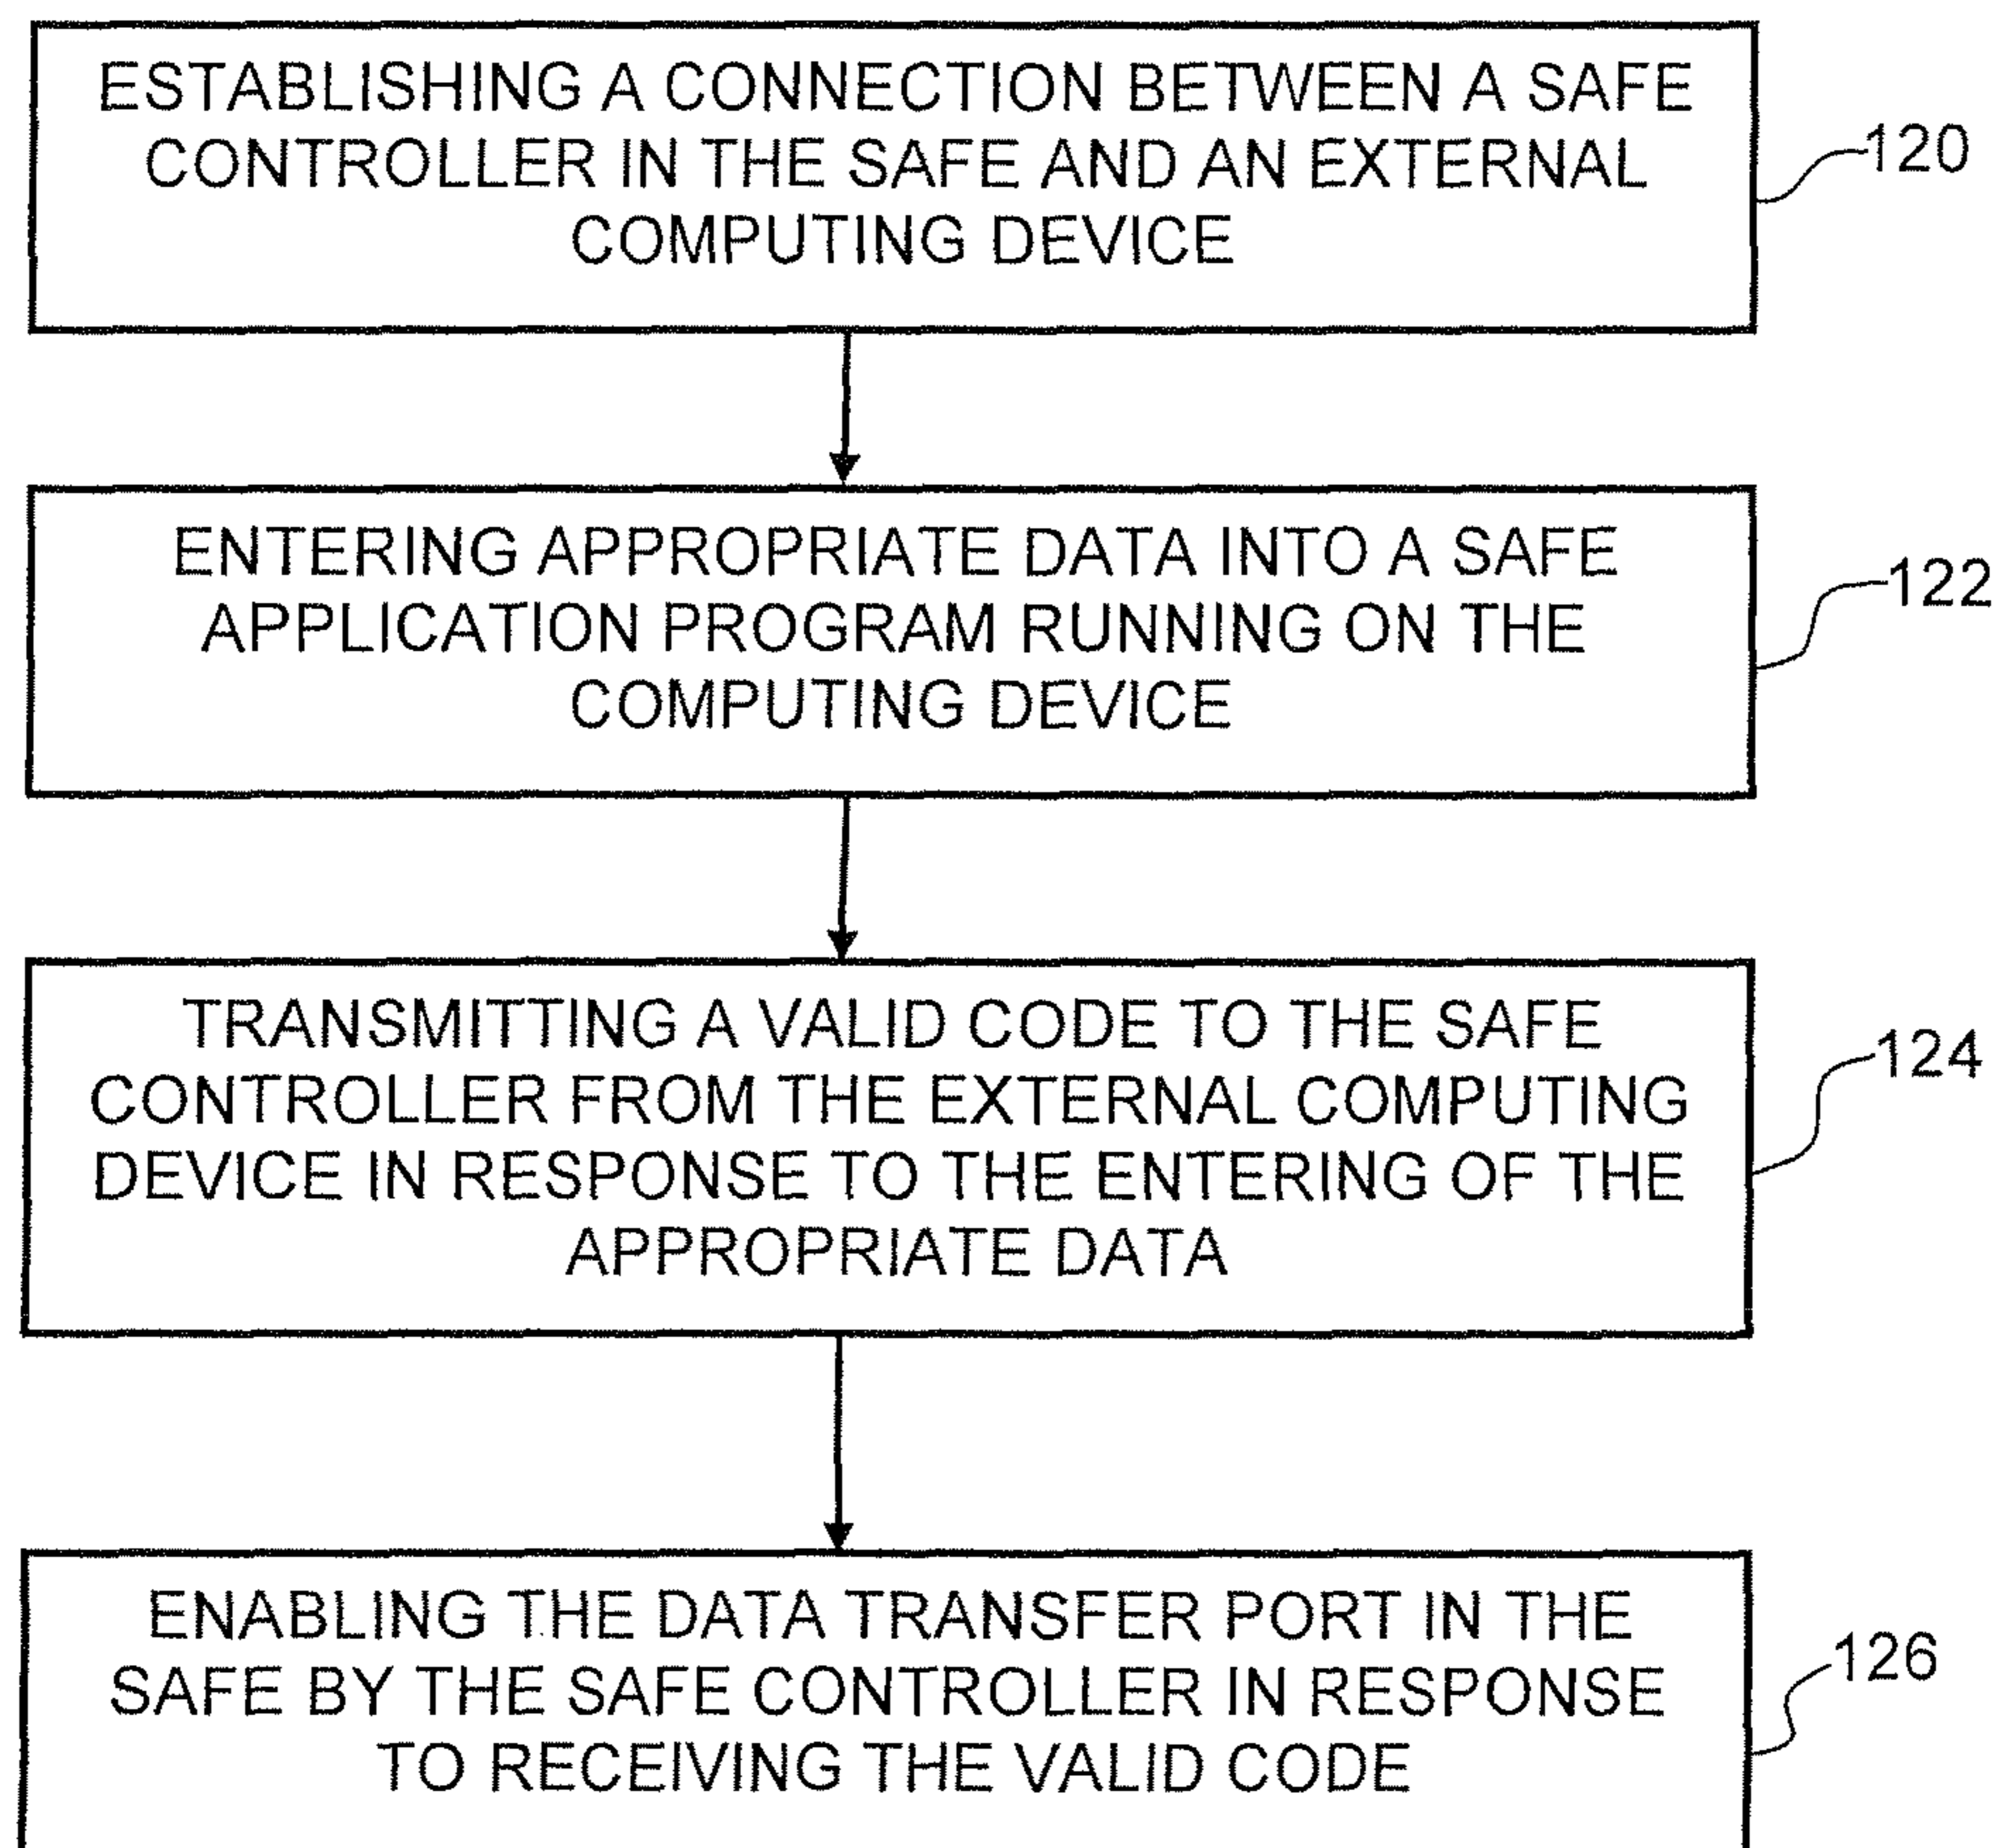 ESTABLISHING A CONNECTION BETWEEN A SAFE
CONTROLLER IN THE SAFE AND AN EXTERNAL
COMPUTING DEVICE
120
ENTERING APPROPRIATE DATA INTO A SAFE
APPLICATION PROGRAM RUNNING ON THE
COMPUTING DEVICE
122
TRANSMITTING A VALID CODE TO THE SAFE
CONTROLLER FROM THE EXTERNAL COMPUTING
DEVICE IN RESPONSE TO THE ENTERING OF THE
APPROPRIATE DATA
124
ENABLING THE DATA TRANSFER PORT IN THE
SAFE BY THE SAFE CONTROLLER IN RESPONSE
TO RECEIVING THE VALID CODE
126